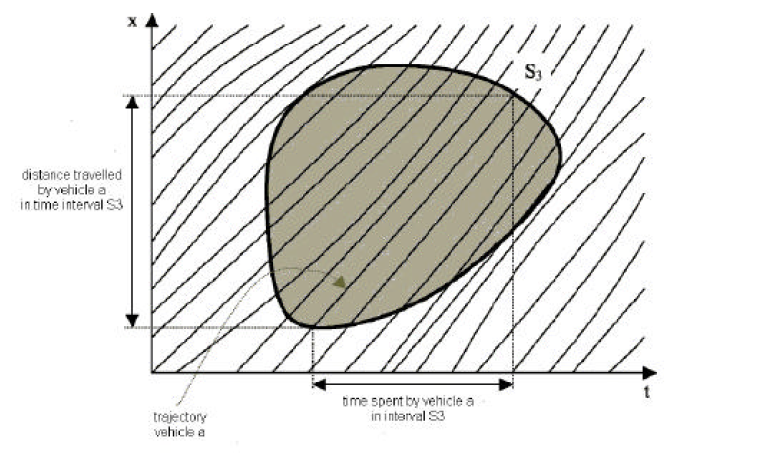 x
S3
distance travelled
by vehicle a
in time interval S3
t
time spent by vehicle a
in interval S3
trajectory
vehicle a